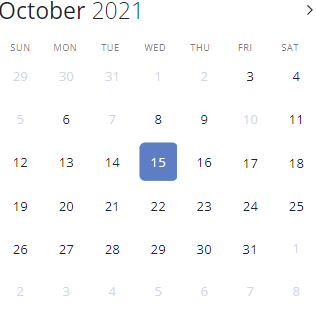 October 2021
SUN MON TUE WED THU FRI SAT
29 30 31 1 2 3 4
5 6 7 8 9 10 11
12 13 14 15 16 17 18
19 20 21 22 23 24 25
26 27 28 29 30 31 1
2 3 4 5 6 7 8